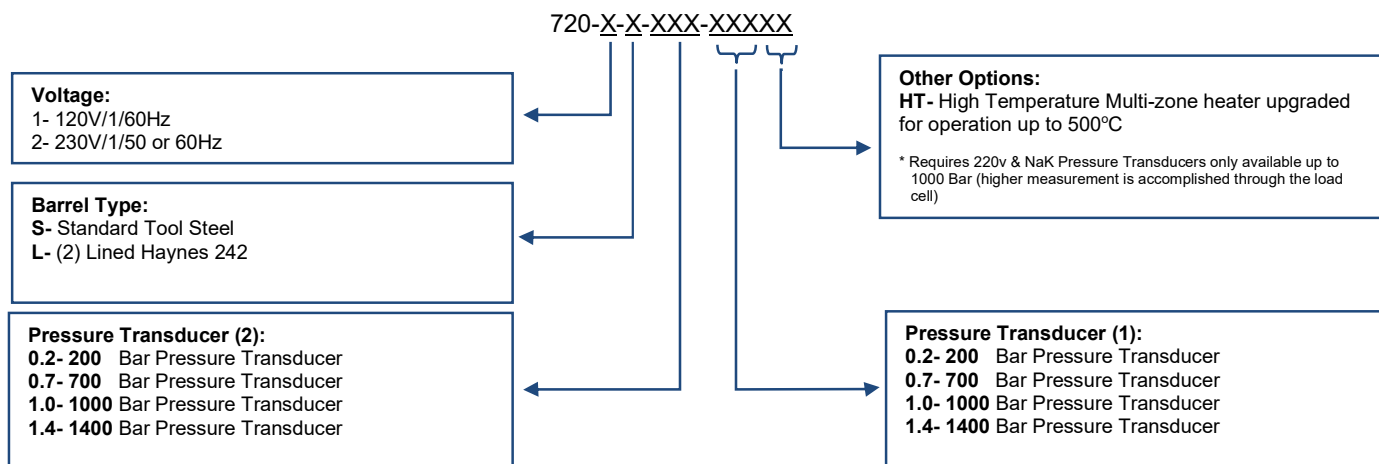 720-X-X-XXX-XXXXX
Voltage:
1- 120V/1/60Hz
2- 230V/1/50 or 60Hz
Other Options:
HT- High Temperature Multi-zone heater upgraded
for operation up to 500°C
* Requires 220v & NaK Pressure Transducers only available up to
1000 Bar (higher measurement is accomplished through the load
cell)
Barrel Type:
S- Standard Tool Steel
L- (2) Lined Haynes 242
Pressure Transducer (2):
0.2- 200 Bar Pressure Transducer
0.7- 700 Bar Pressure Transducer
1.0- 1000 Bar Pressure Transducer
1.4- 1400 Bar Pressure Transducer
Pressure Transducer (1):
0.2- 200 Bar Pressure Transducer
0.7- 700 Bar Pressure Transducer
1.0- 1000 Bar Pressure Transducer
1.4- 1400 Bar Pressure Transducer